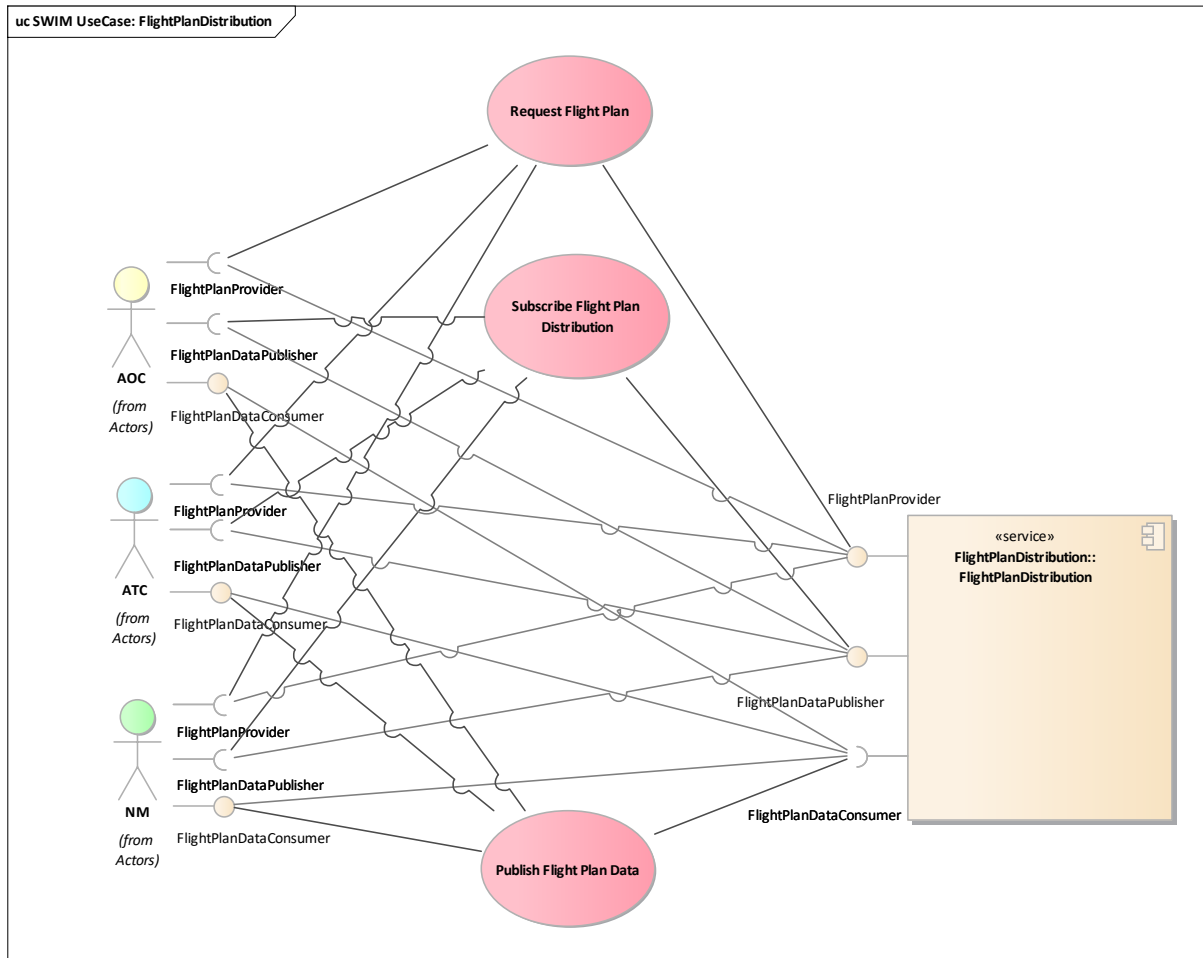 uc SWIM UseCase: FlightPlanDistribution
Request Flight Plan
Subscribe Flight Plan
Distribution
FlightPlanProvider
FlightPlanDataPublisher
FlightPlanDataConsumer
AOC
(from
Actors)
FlightPlanProvider
FlightPlanDataPublisher
FlightPlanDataConsumer
ATC
(from
Actors)
FlightPlanProvider
FlightPlanDataPublisher
FlightPlanDataConsumer
NM
(from
Actors)
FlightPlanProvider
FlightPlanDataPublisher
FlightPlanDataConsumer
«service»
FlightPlanDistribution::
FlightPlanDistribution
Publish Flight Plan Data